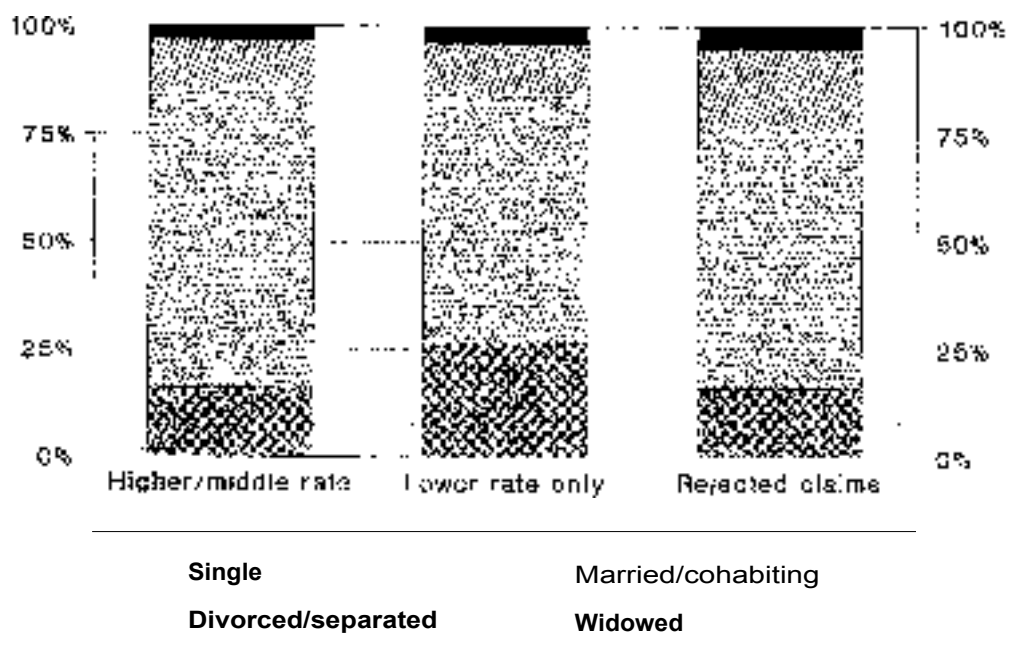 100% 100%
75% 75%
50% 50%
25% 25%
0% 0%
Higher/middle rate Lower rate only Rejected claims
Single Married/cohabiting
Divorced/separated Widowed